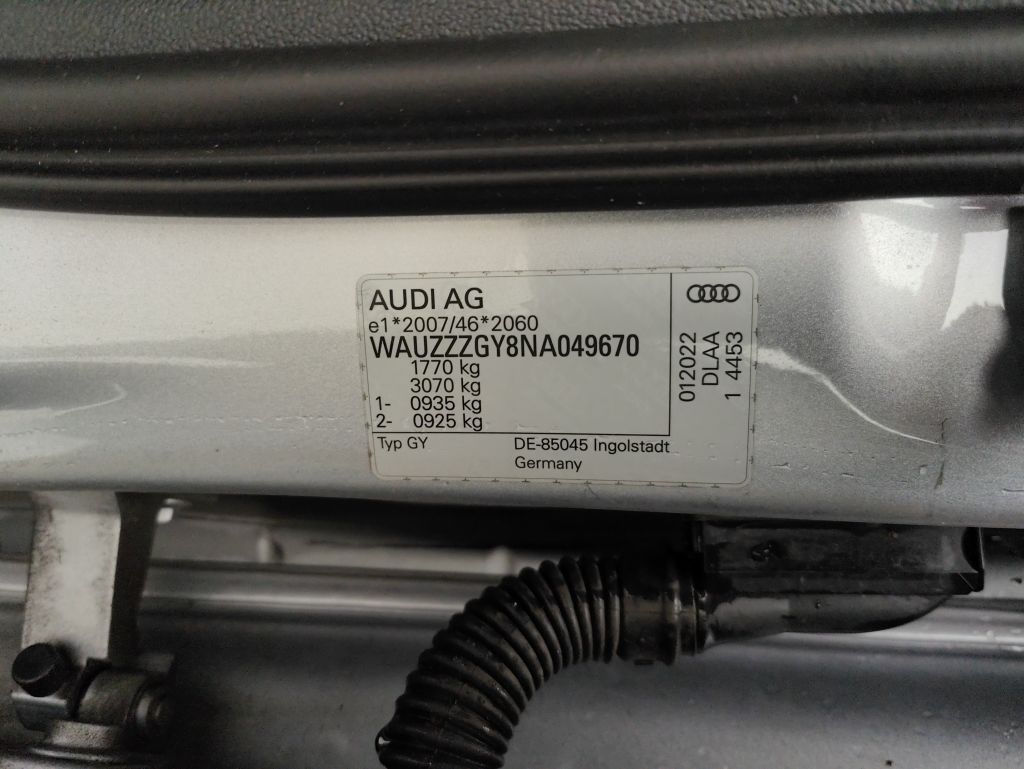 AUDI AG
e1*2007/46*2060
WAUZZZGY8NA049670
1770 kg
3070 kg
1- 0935 kg
2- 0925 kg
Typ GY DE-85045 Ingolstadt
Germany
012022
DLAA
1 4453